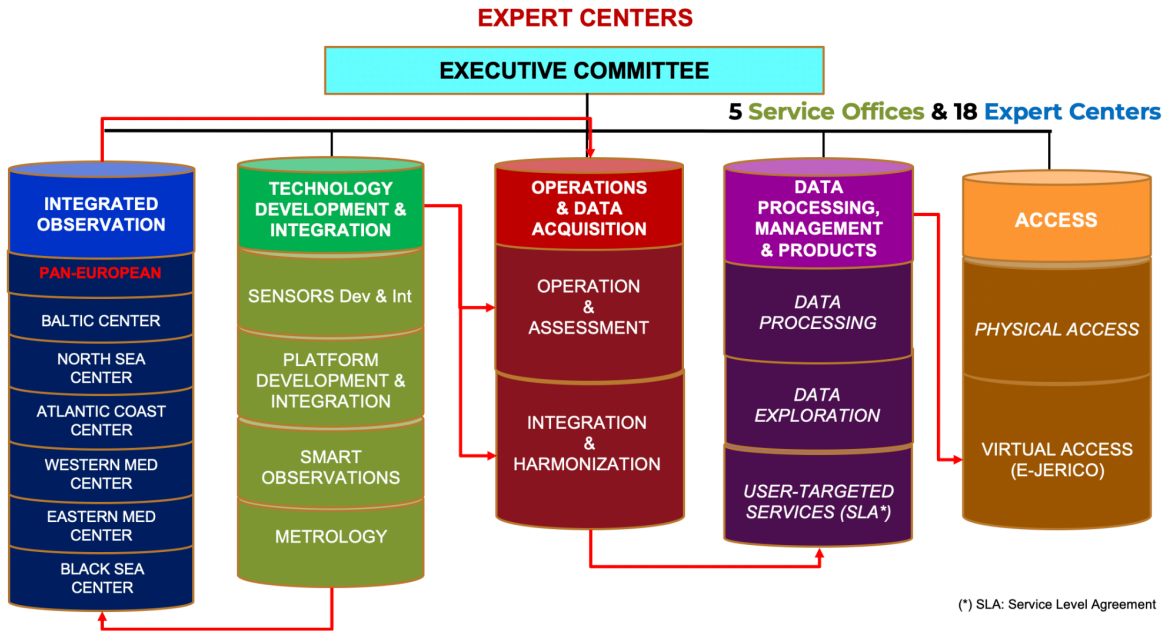 EXPERT CENTERS
EXECUTIVE COMMITTEE
5 Service Offices & 18 Expert Centers
INTEGRATED
OBSERVATION
PAN-EUROPEAN
BALTIC CENTER
NORTH SEA
CENTER
ATLANTIC COAST
CENTER
WESTERN MED
CENTER
EASTERN MED
CENTER
BLACK SEA
CENTER
TECHNOLOGY
DEVELOPMENT &
INTEGRATION
SENSORS Dev & Int
PLATFORM
DEVELOPMENT &
INTEGRATION
SMART
OBSERVATIONS
METROLOGY
OPERATIONS
& DATA
ACQUISITION
OPERATION
&
ASSESSMENT
INTEGRATION
&
HARMONIZATION
DATA
PROCESSING,
MANAGEMENT
& PRODUCTS
DATA
PROCESSING
DATA
EXPLORATION
USER-TARGETED
SERVICES (SLA*)
ACCESS
PHYSICAL ACCESS
VIRTUAL ACCESS
(E-JERICO)
(*) SLA: Service Level Agreement